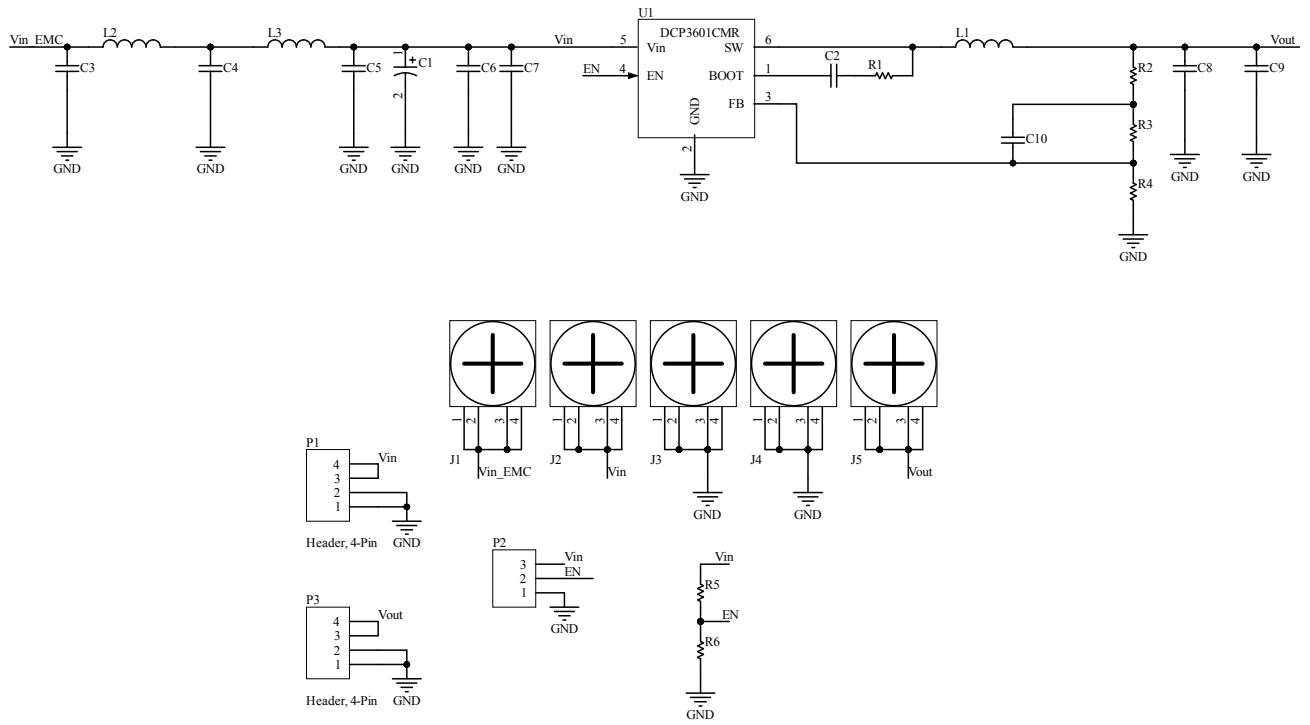 U1
Vin_EMC L2 L3 Vin 5 Vin DCP3601CMR SW 6 L1 Vout
C3 C4 C5 1 + C1 2 C6 C7
EN 4 EN BOOT 1 C2 R1
FB 3
GND 2
R2 C8 C9
C10 R3
R4
GND GND GND GND GND GND GND GND GND
GND
1 2 3 4 1 2 3 4 1 2 3 4 1 2 3 4 1 2 3 4
J1 J2 J3 J4 J5
Vin_EMC Vin Vout
GND GND
P1
4 Vin
3
2
1
Header, 4-Pin GND
P2
3 Vin
2 EN
1
GND
Vin
R5
EN
R6
GND
P3
4 Vout
3
2
1
Header, 4-Pin GND